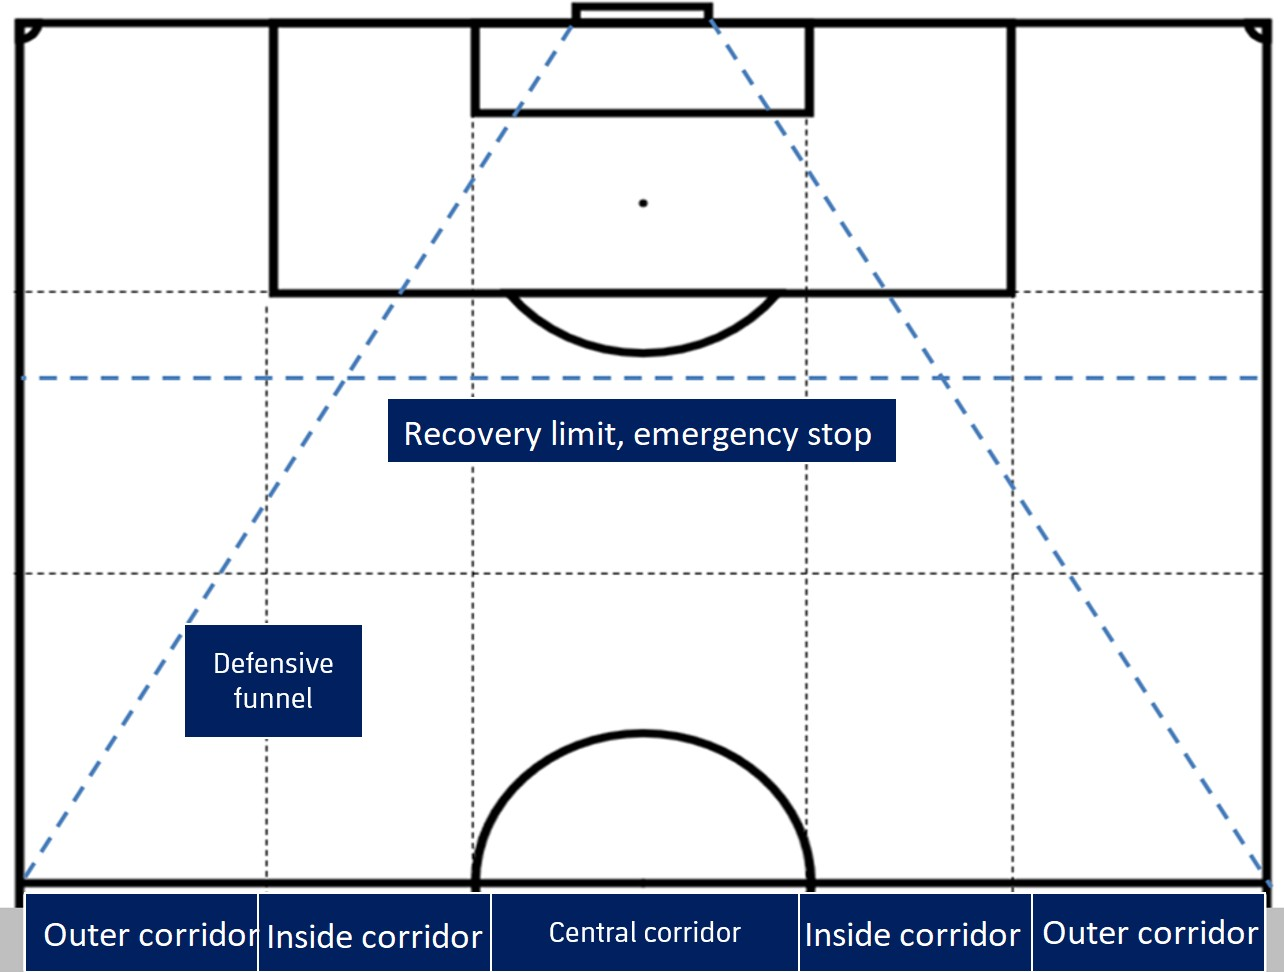 Recovery limit, emergency stop
Defensive
funnel
Outer corridor
Inside corridor
Central corridor
Inside corridor
Outer corridor